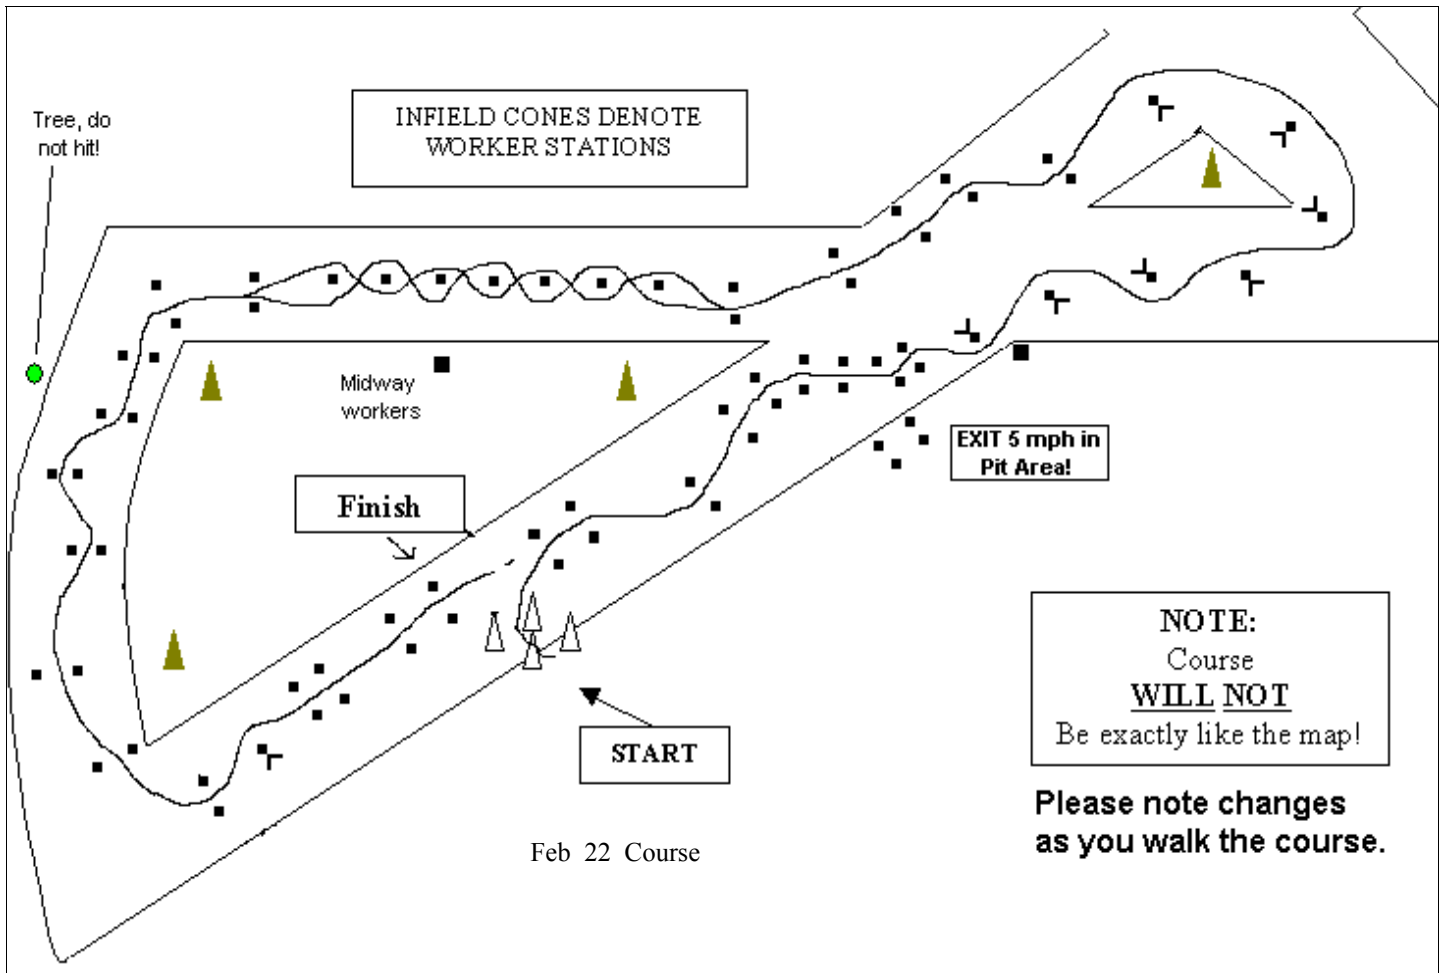 Tree, do
not hit!
INFIELD CONES DENOTE
WORKER STATIONS
Midway
workers
EXIT 5 mph in
Pit Area!
Finish
START
NOTE:
Course
WILL NOT
Be exactly like the map!
Please note changes
as you walk the course.
Feb 22 Course